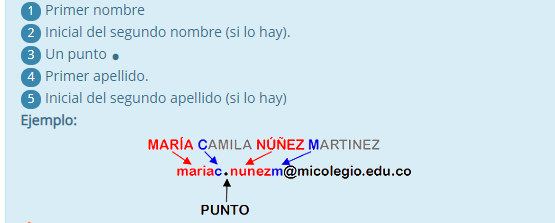 1 Primer nombre
2 Inicial del segundo nombre (si lo hay).
3 Un punto .
4 Primer apellido.
5 Inicial del segundo apellido (si lo hay)
Ejemplo:
MARÍA CAMILA NÚÑEZ MARTINEZ
mariac.nunezm@micolegio.edu.co
PUNTO